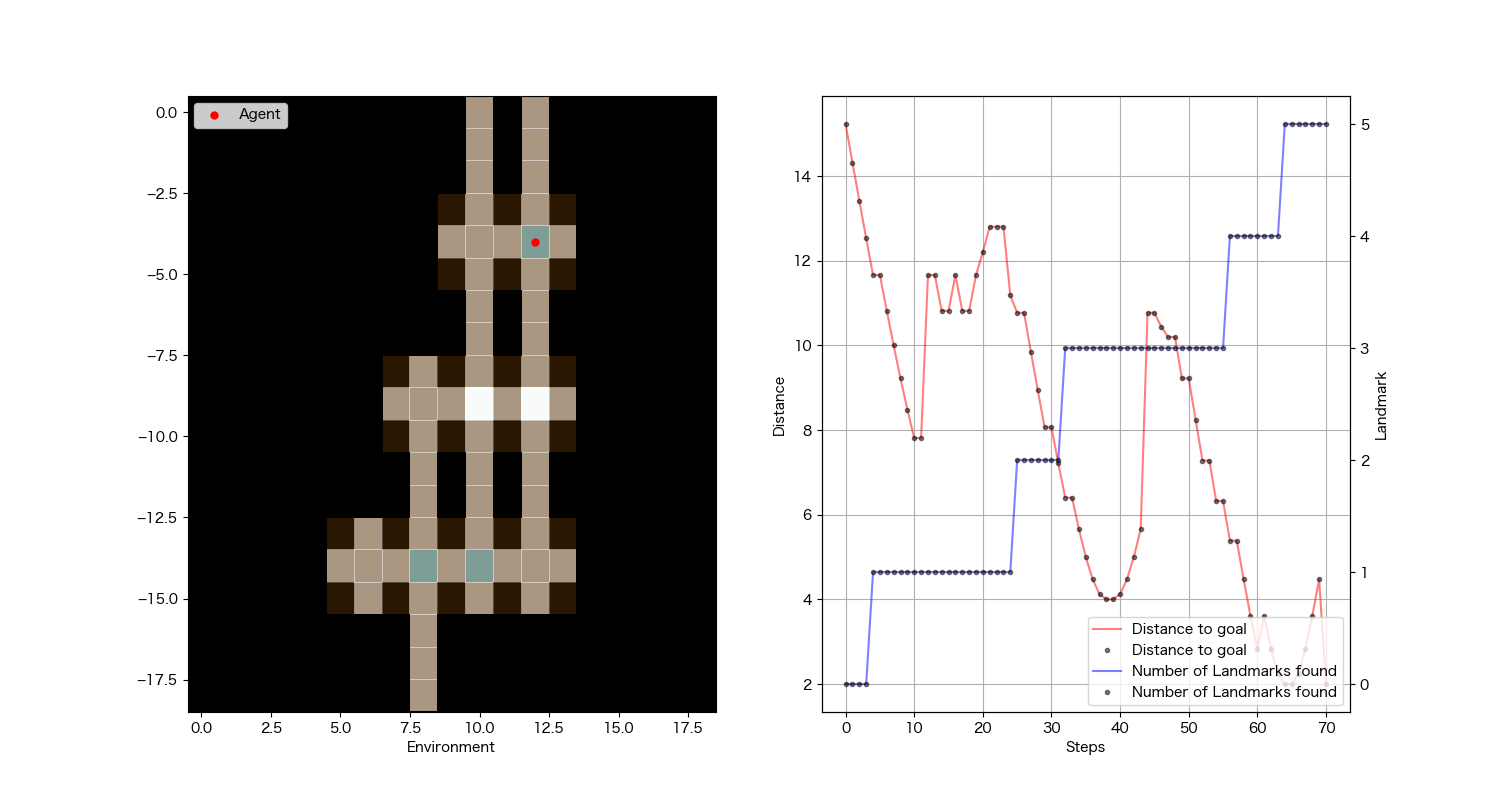 Agent
0.0
−2.5
−5.0
−7.5
−10.0
−12.5
−15.0
−17.5
0.0 2.5 5.0 7.5 10.0 12.5 15.0 17.5
Environment
14
12
10
8
6
4
2
Distance
5
4
3
2
1
0
Landmark
Distance to goal
Distance to goal
Number of Landmarks found
Number of Landmarks found
0 10 20 30 40 50 60 70
Steps